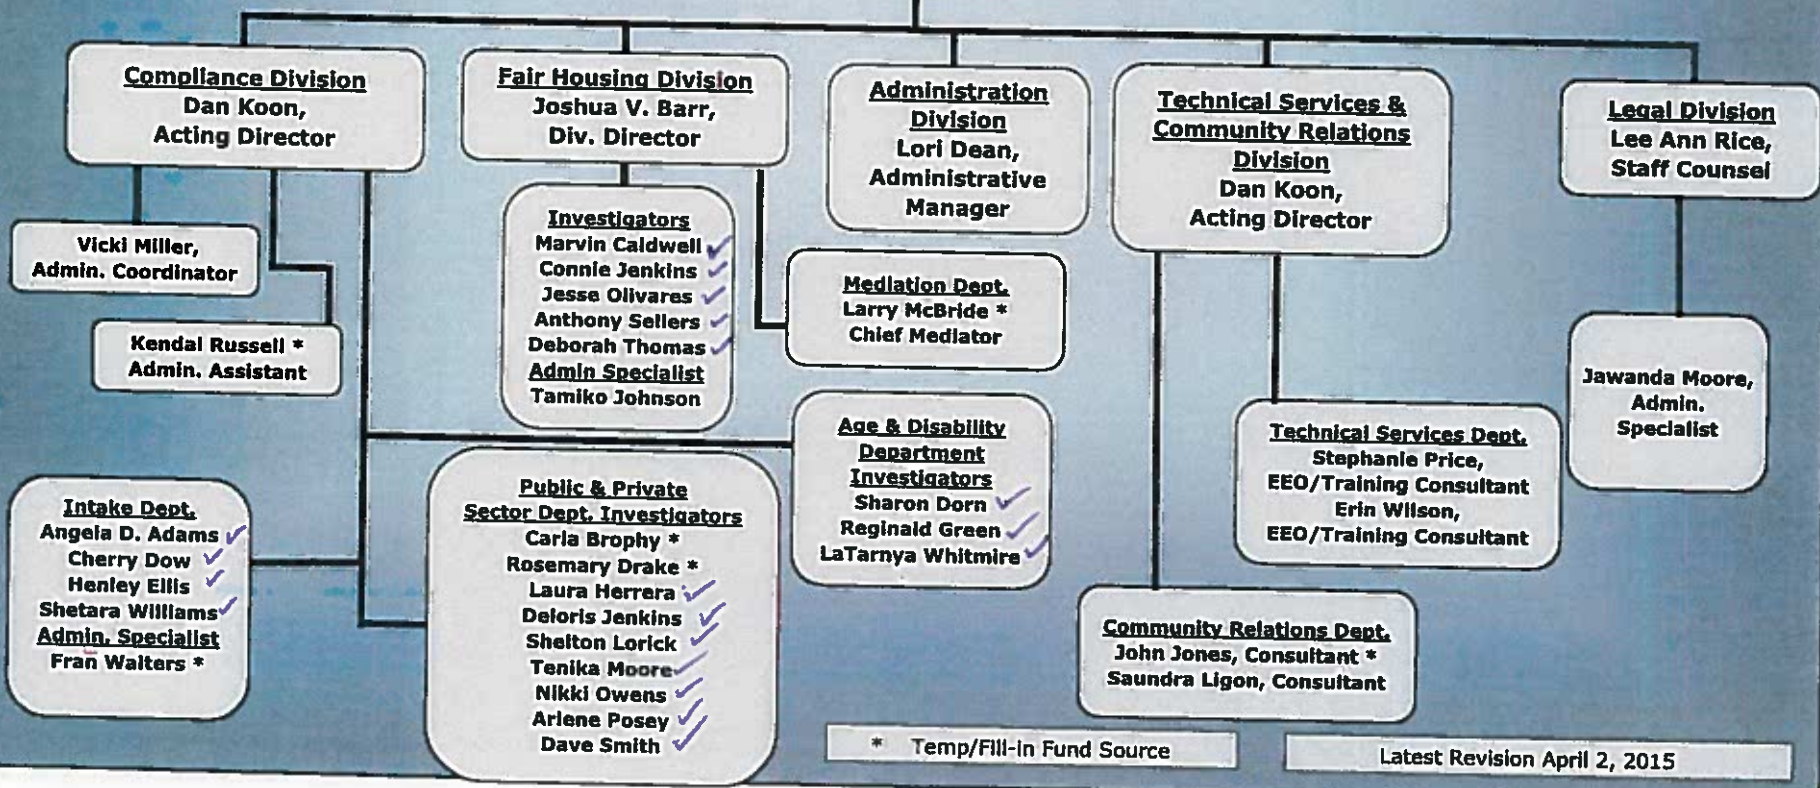 Compliance Division
Dan Koon,
Acting Director
Fair Housing Division
Joshua V. Barr,
Div. Director
Administration
Division
Lori Dean,
Administrative
Manager
Technical Services &
Community Relations
Division
Dan Koon,
Acting Director
Legal Division
Lee Ann Rice,
Staff Counsel
Vicki Miller,
Admin. Coordinator
Kendal Russell *
Admin. Assistant
Investigators
Marvin Caldwell
Connie Jenkins
Jesse Olivares
Anthony Sellers
Deborah Thomas
Admin Specialist
Tamiko Johnson
Mediation Dept.
Larry McBride *
Chief Mediator
Jawanda Moore,
Admin.
Specialist
Age & Disability
Department
Investigators
Sharon Dorn
Reginald Green
LaTarnya Whitmire
Technical Services Dept.
Stephanie Price,
EEO/Training Consultant
Erin Wilson,
EEO/Training Consultant
Intake Dept.
Angela D. Adams
Cherry Dow
Henley Ellis
Shetara Williams
Admin. Specialist
Fran Walters *
Public & Private
Sector Dept. Investigators
Carla Brophy *
Rosemary Drake *
Laura Herrera
Deloris Jenkins
Shelton Lorick
Tenika Moore
Nikki Owens
Arlene Posey
Dave Smith
Community Relations Dept.
John Jones, Consultant *
Saundra Ligon, Consultant
* Temp/Fill-in Fund Source
Latest Revision April 2, 2015